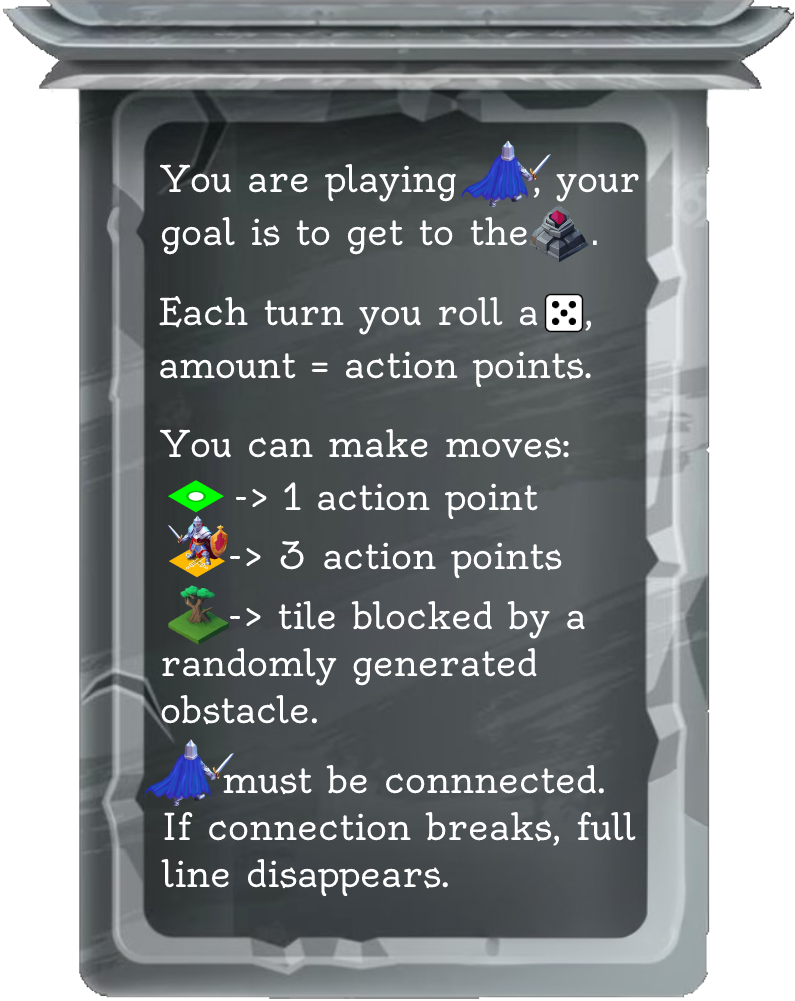 You are playing , your
goal is to get to the .
Each turn you roll a ,
amount = action points.
You can make moves:
-> 1 action point
-> 3 action points
-> tile blocked by a
randomly generated
obstacle.
must be connnected.
If connection breaks, full
line disappears.